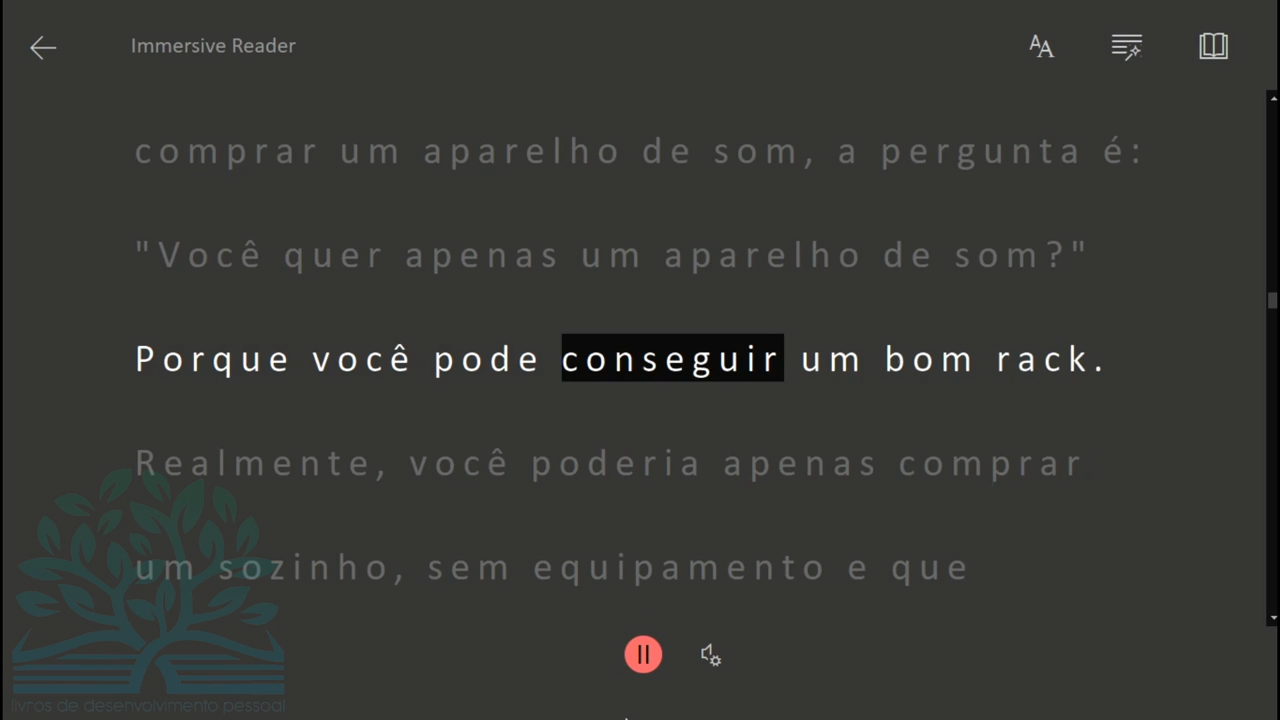 Immersive Reader
comprar um aparelho de som, a pergunta é:
"Você quer apenas um aparelho de som?"
Porque você pode conseguir um bom rack.
Realmente, você poderia apenas comprar
um sozinho, sem equipamento e que
livros de desenvolvimento pessoal